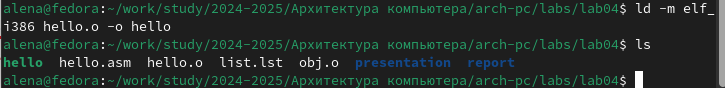 alena@fedora:~/work/study/2024-2025/Архитектура компьютера/arch-pc/labs/lab04$ ld -m elf_
i386 hello.o -o hello
alena@fedora:~/work/study/2024-2025/Архитектура компьютера/arch-pc/labs/lab04$ ls
hello  hello.asm  hello.o  list.lst  obj.o  presentation  report
alena@fedora:~/work/study/2024-2025/Архитектура компьютера/arch-pc/labs/lab04$